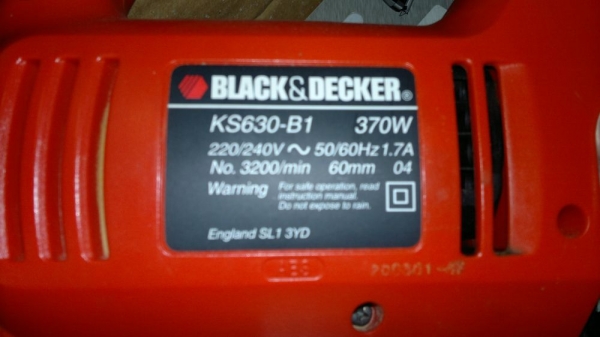 BLACK&DECKER®
KS630-B1 370W
220/240V ~ 50/60Hz 1.7A
No. 3200/min 60mm 04
Warning For safe operation, read
instruction manual.
Do not expose to rain.
England SL1 3YD